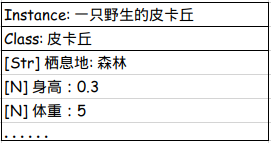 Instance: 一只野生的皮卡丘
Class: 皮卡丘
[Str] 栖息地: 森林
[N] 身高：0.3
[N] 体重：5
......